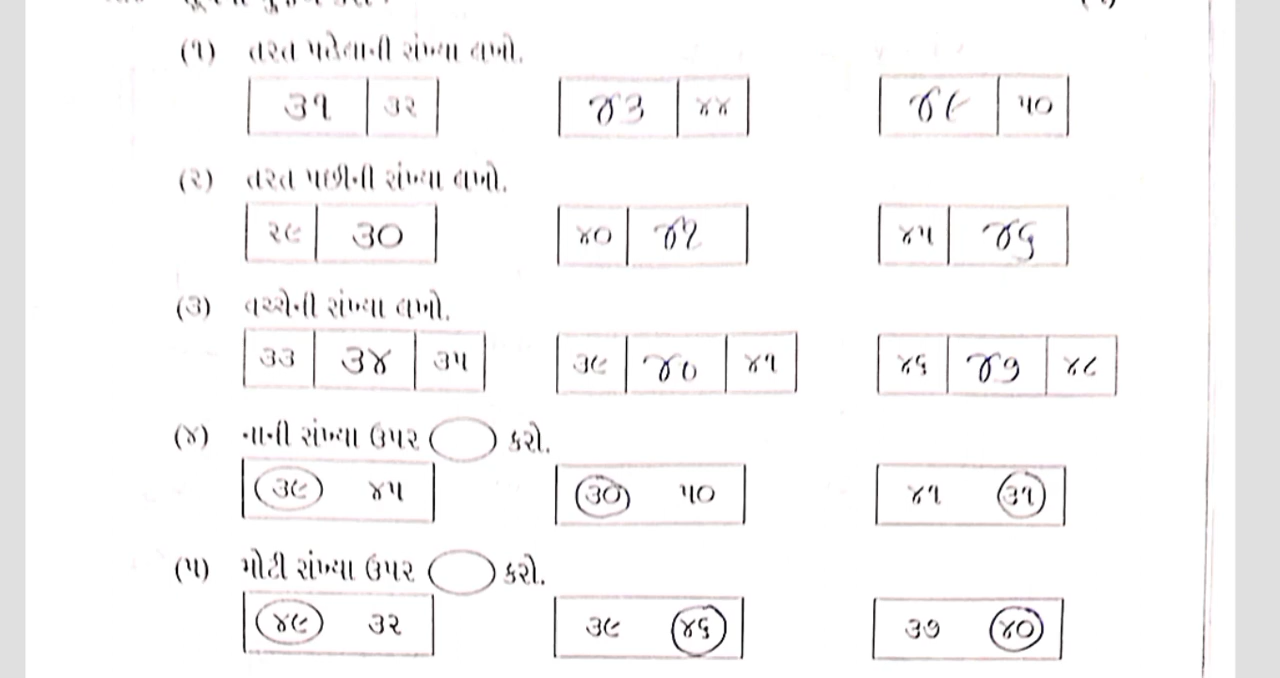 (૧) તરત પહેલાની સંખ્યા લખો.
૩૧ ૩૨ ૪૩ ૪૪ ૪૯ ૫૦
(૨) તરત પછીની સંખ્યા લખો.
૨૯ ૩૦ ૪૦ ૪૫ ૪૬
(૩) વચ્ચેની સંખ્યા લખો.
૩૩ ૩૪ ૩૫ ૩૯ ૪૦ ૪૧ ૪૬ ૪૭ ૪૮
(૪) નાની સંખ્યા ઉપર કરો.
૩૯ ૪૫ ૩૦ ૫૦ ૪૧ ૩૧
(૫) મોટી સંખ્યા ઉપર કરો.
૪૯ ૩૨ ૩૯ ૪૬ ૩૭ ૪૦